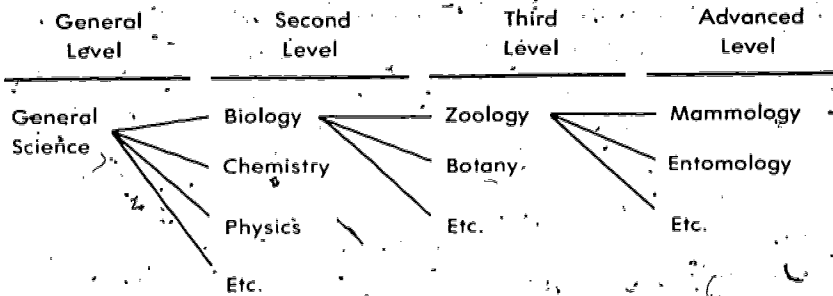 General Second Third Advanced
Level Level Level Level
General Biology Zoology Mammology
Science
Chemistry Botany Entomology
Physics Etc. Etc.
Etc.